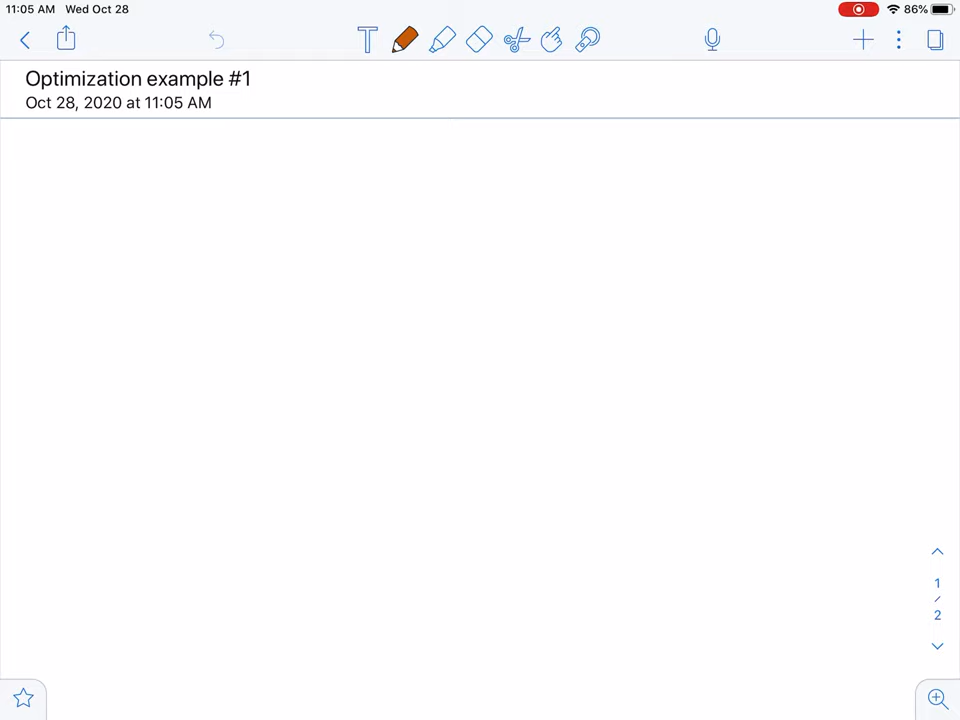 11:05 AM Wed Oct 28
86%
T
Optimization example #1
Oct 28, 2020 at 11:05 AM
1
/
2